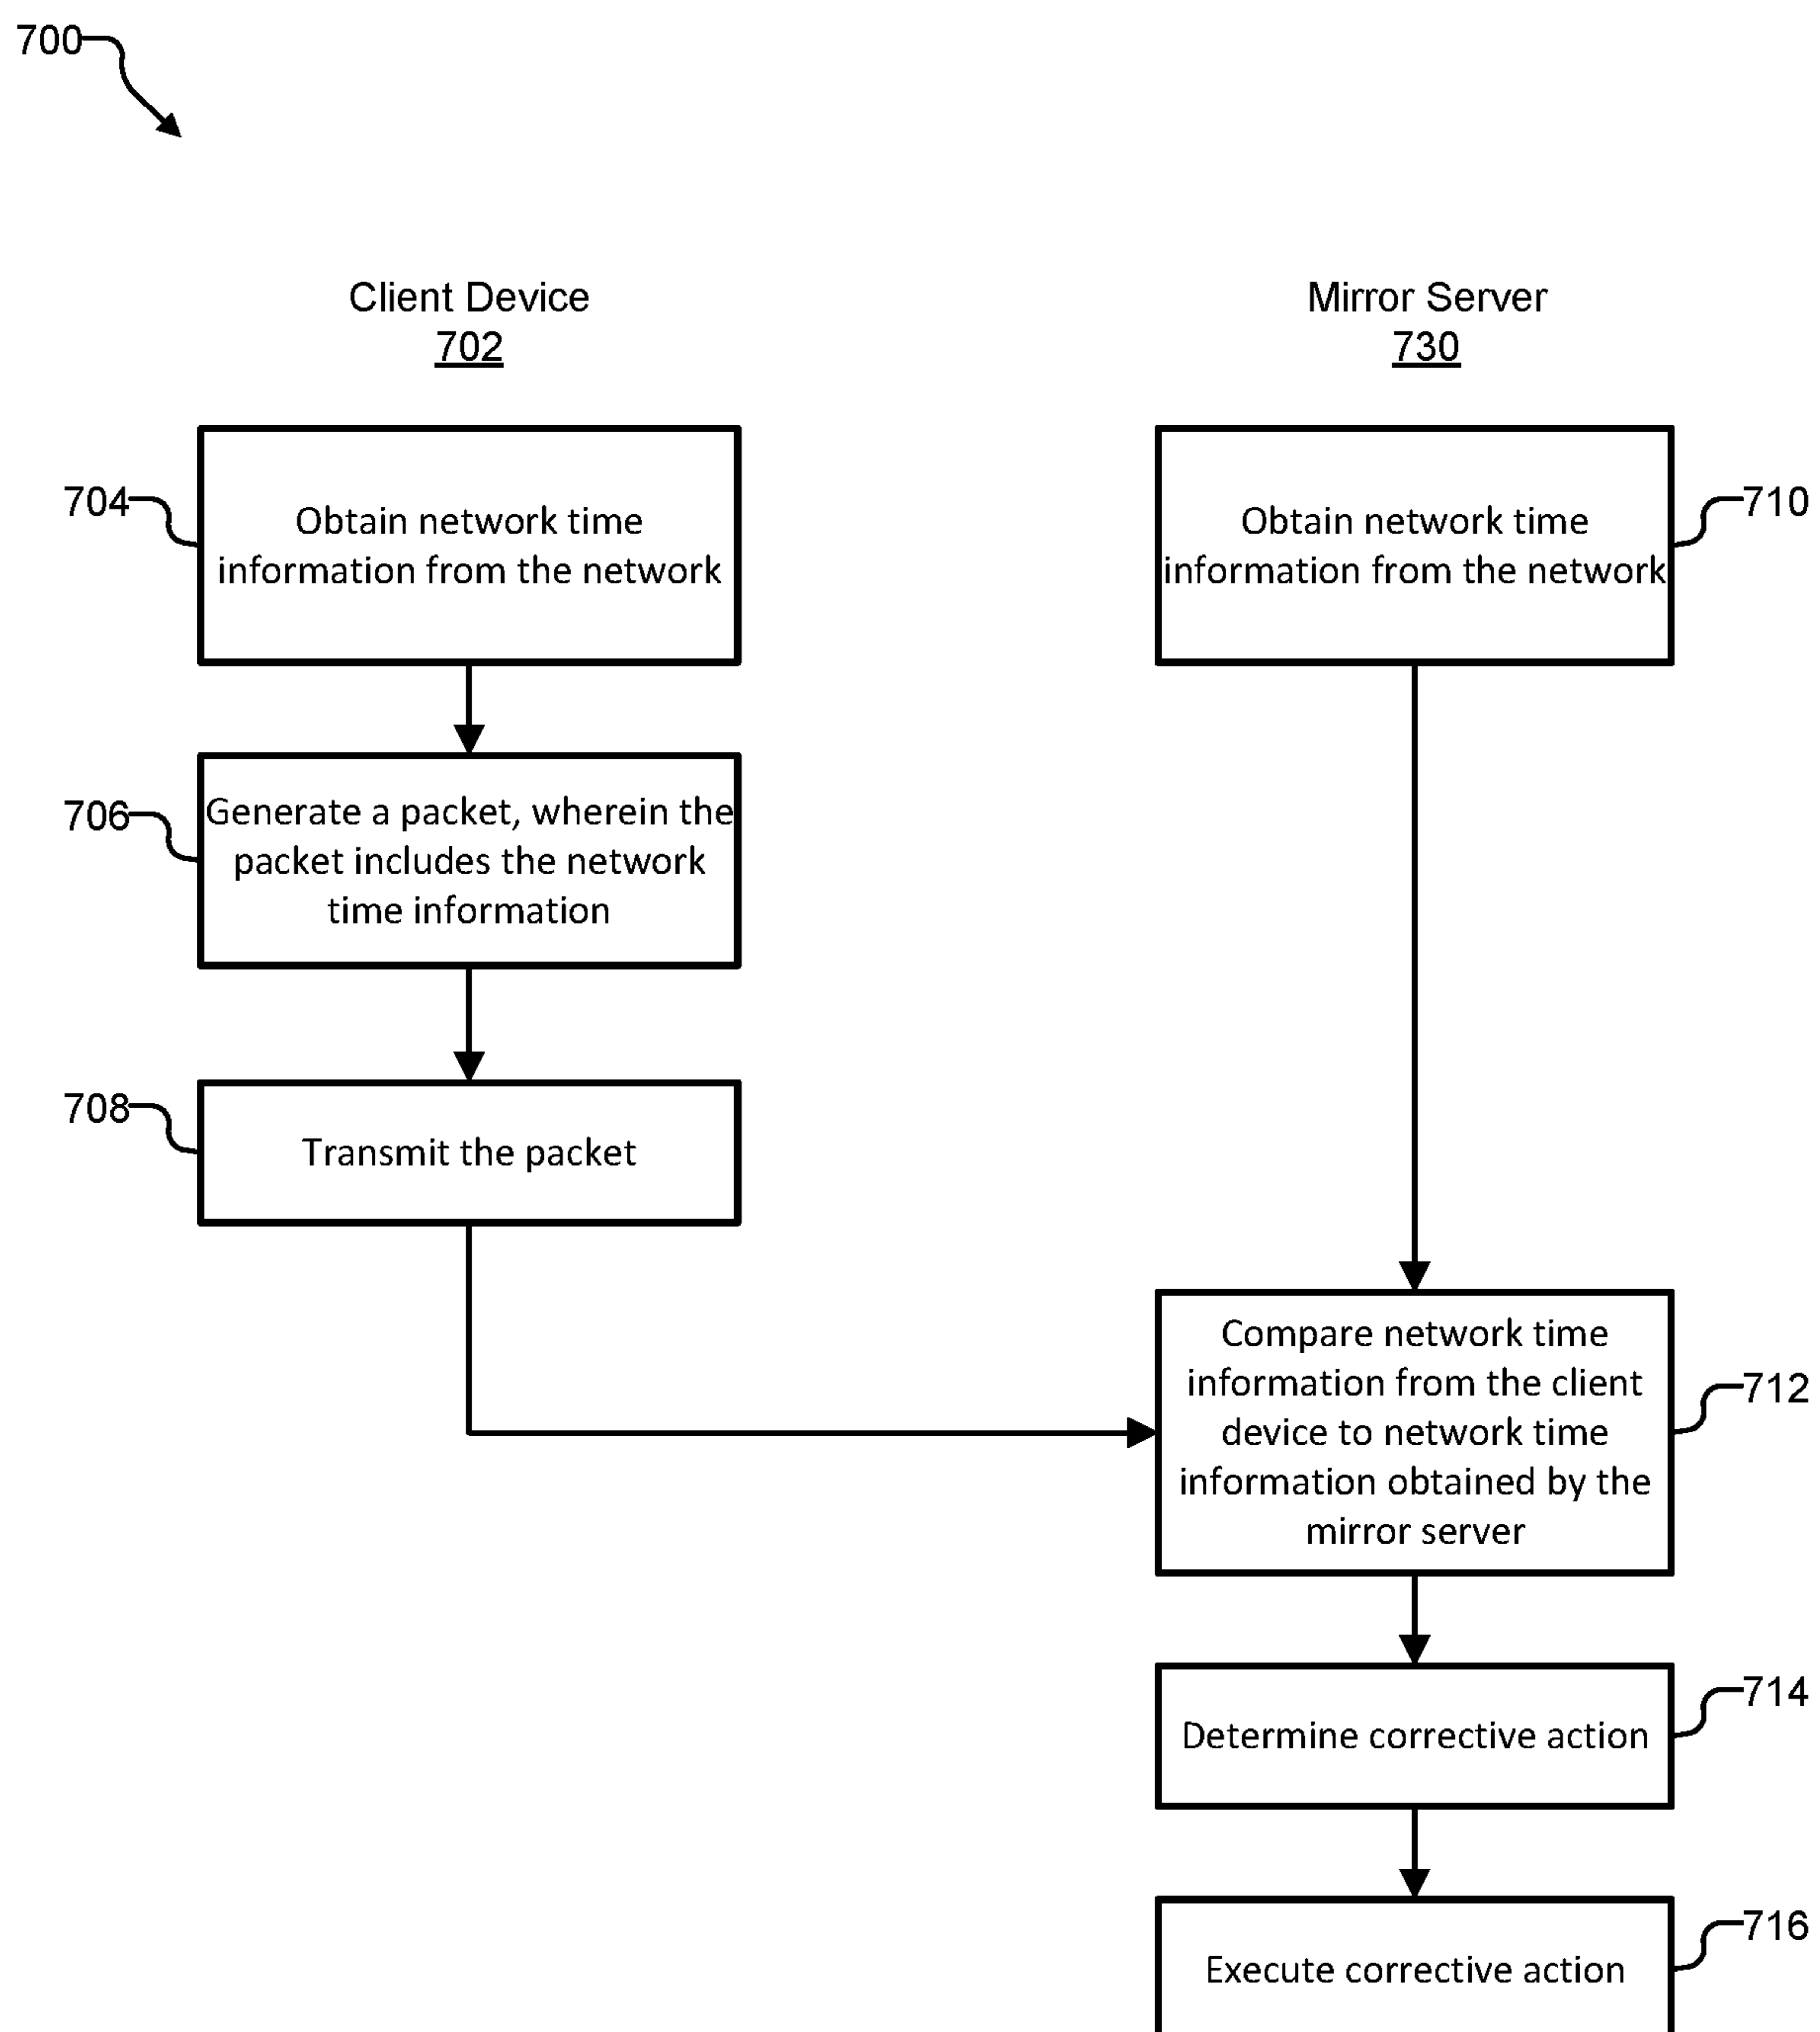 700
Client Device
702
Mirror Server
730
704
Obtain network time
information from the network
710
Obtain network time
information from the network
706
Generate a packet, wherein the
packet includes the network
time information
708
Transmit the packet
712
Compare network time
information from the client
device to network time
information obtained by the
mirror server
714
Determine corrective action
716
Execute corrective action